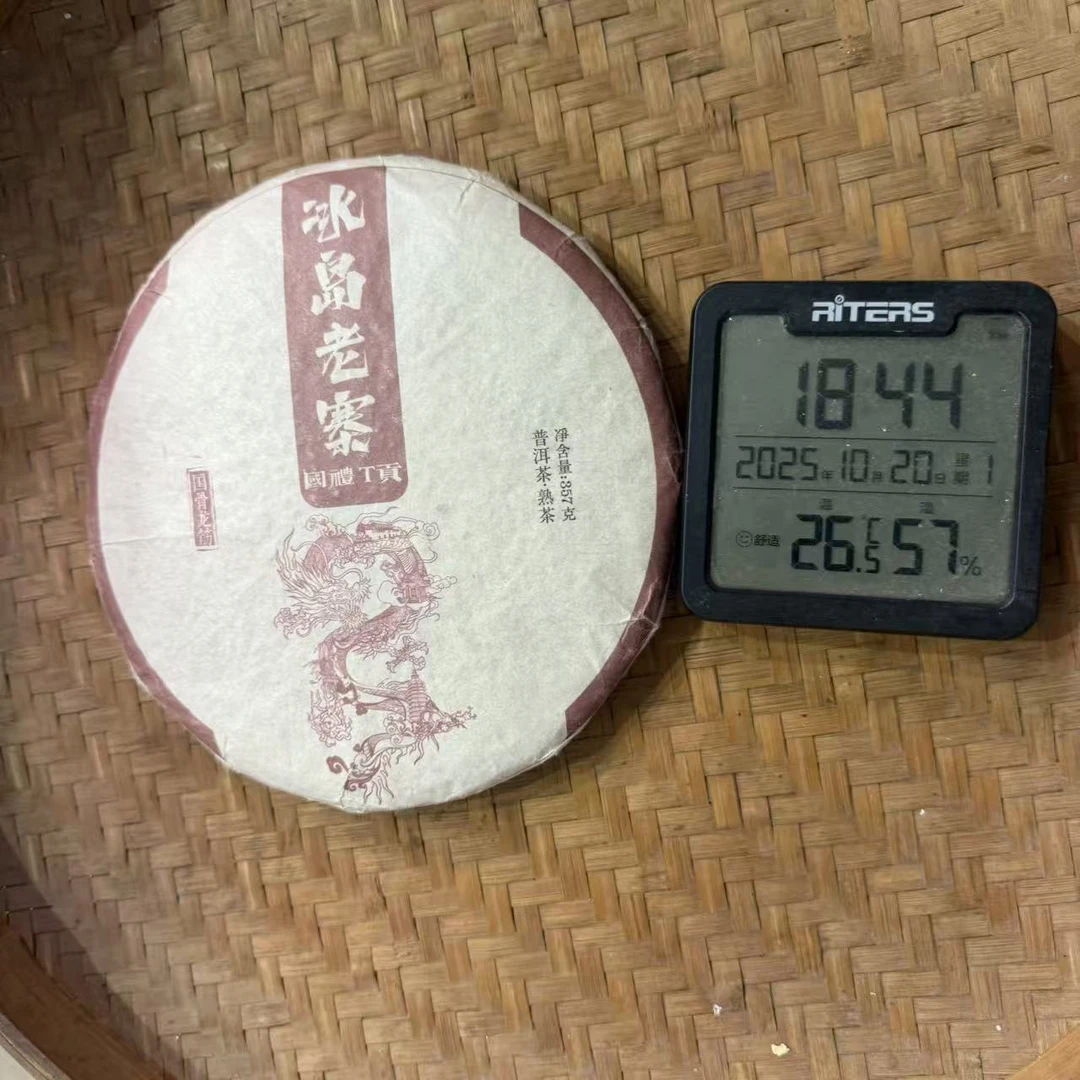 冰岛老寨
國禮T貢
国骨龙符
净含量:357克
普洱茶·熟茶
RITERS
18 44
2025年10月20日 星期1
舒适 26.5℃ 57%